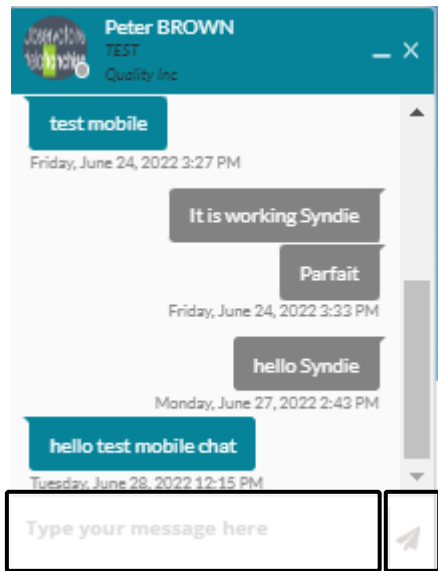 Peter BROWN
TEST
Quality Inc
test mobile
Friday, June 24, 2022 3:27 PM
It is working Syndie
Parfait
Friday, June 24, 2022 3:33 PM
hello Syndie
Monday, June 27, 2022 2:43 PM
hello test mobile chat
Tuesday, June 28, 2022 12:15 PM
Type your message here